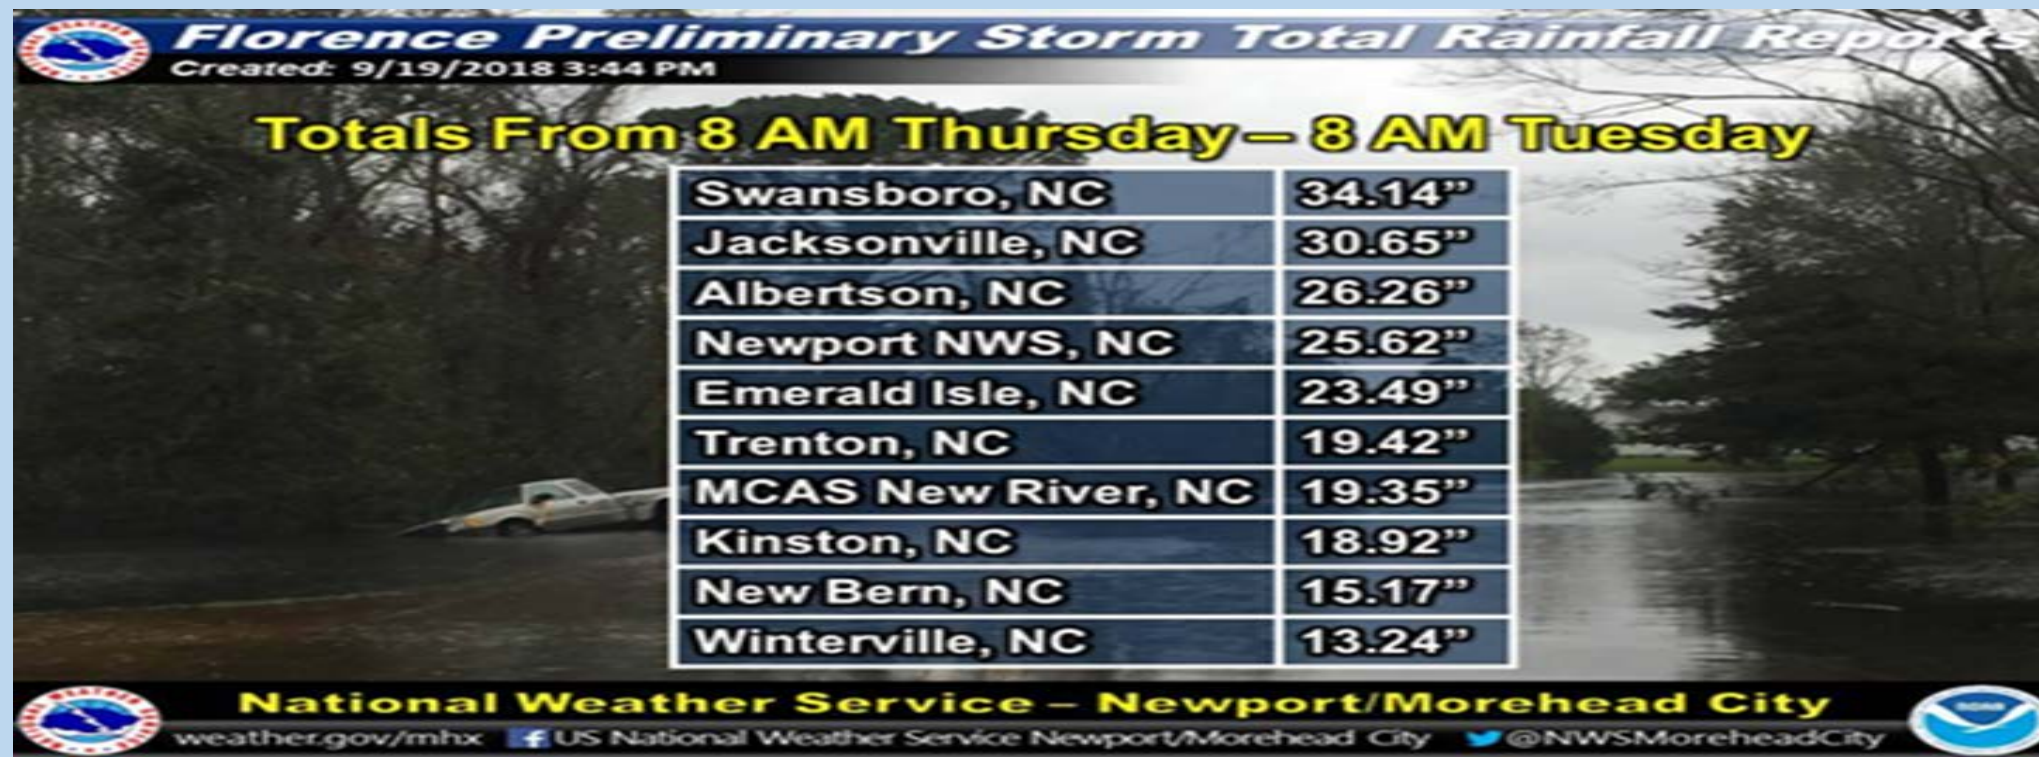 Florence Preliminary Storm Total Rainfall Reports
Created: 9/19/2018 3:44 PM
Totals From 8 AM Thursday – 8 AM Tuesday
Swansboro, NC 34.14”
Jacksonville, NC 30.65”
Albertson, NC 26.26”
Newport NWS, NC 25.62”
Emerald Isle, NC 23.49”
Trenton, NC 19.42”
MCAS New River, NC 19.35”
Kinston, NC 18.92”
New Bern, NC 15.17”
Winterville, NC 13.24”
National Weather Service – Newport/Morehead City
weather.gov/mhx US National Weather Service Newport/Morehead City @NWSMoreheadCity